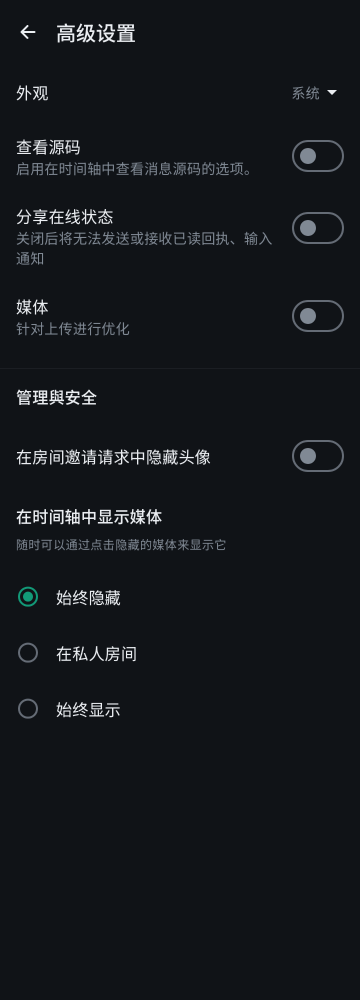 高级设置
外观
系统
查看源码
启用在时间轴中查看消息源码的选项。
分享在线状态
关闭后将无法发送或接收已读回执、输入
通知
媒体
针对上传进行优化
管理與安全
在房间邀请请求中隐藏头像
在时间轴中显示媒体
随时可以通过点击隐藏的媒体来显示它
始终隐藏
在私人房间
始终显示